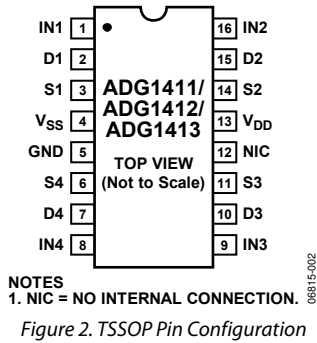 IN1 1 16 IN2
D1 2 15 D2
S1 3 ADG1411/ 14 S2
ADG1412/
VSS 4 ADG1413 13 VDD
GND 5 TOP VIEW 12 NIC
S4 6 (Not to Scale) 11 S3
D4 7 10 D3
IN4 8 9 IN3
06815-002
NOTES
1. NIC = NO INTERNAL CONNECTION.
Figure 2. TSSOP Pin Configuration